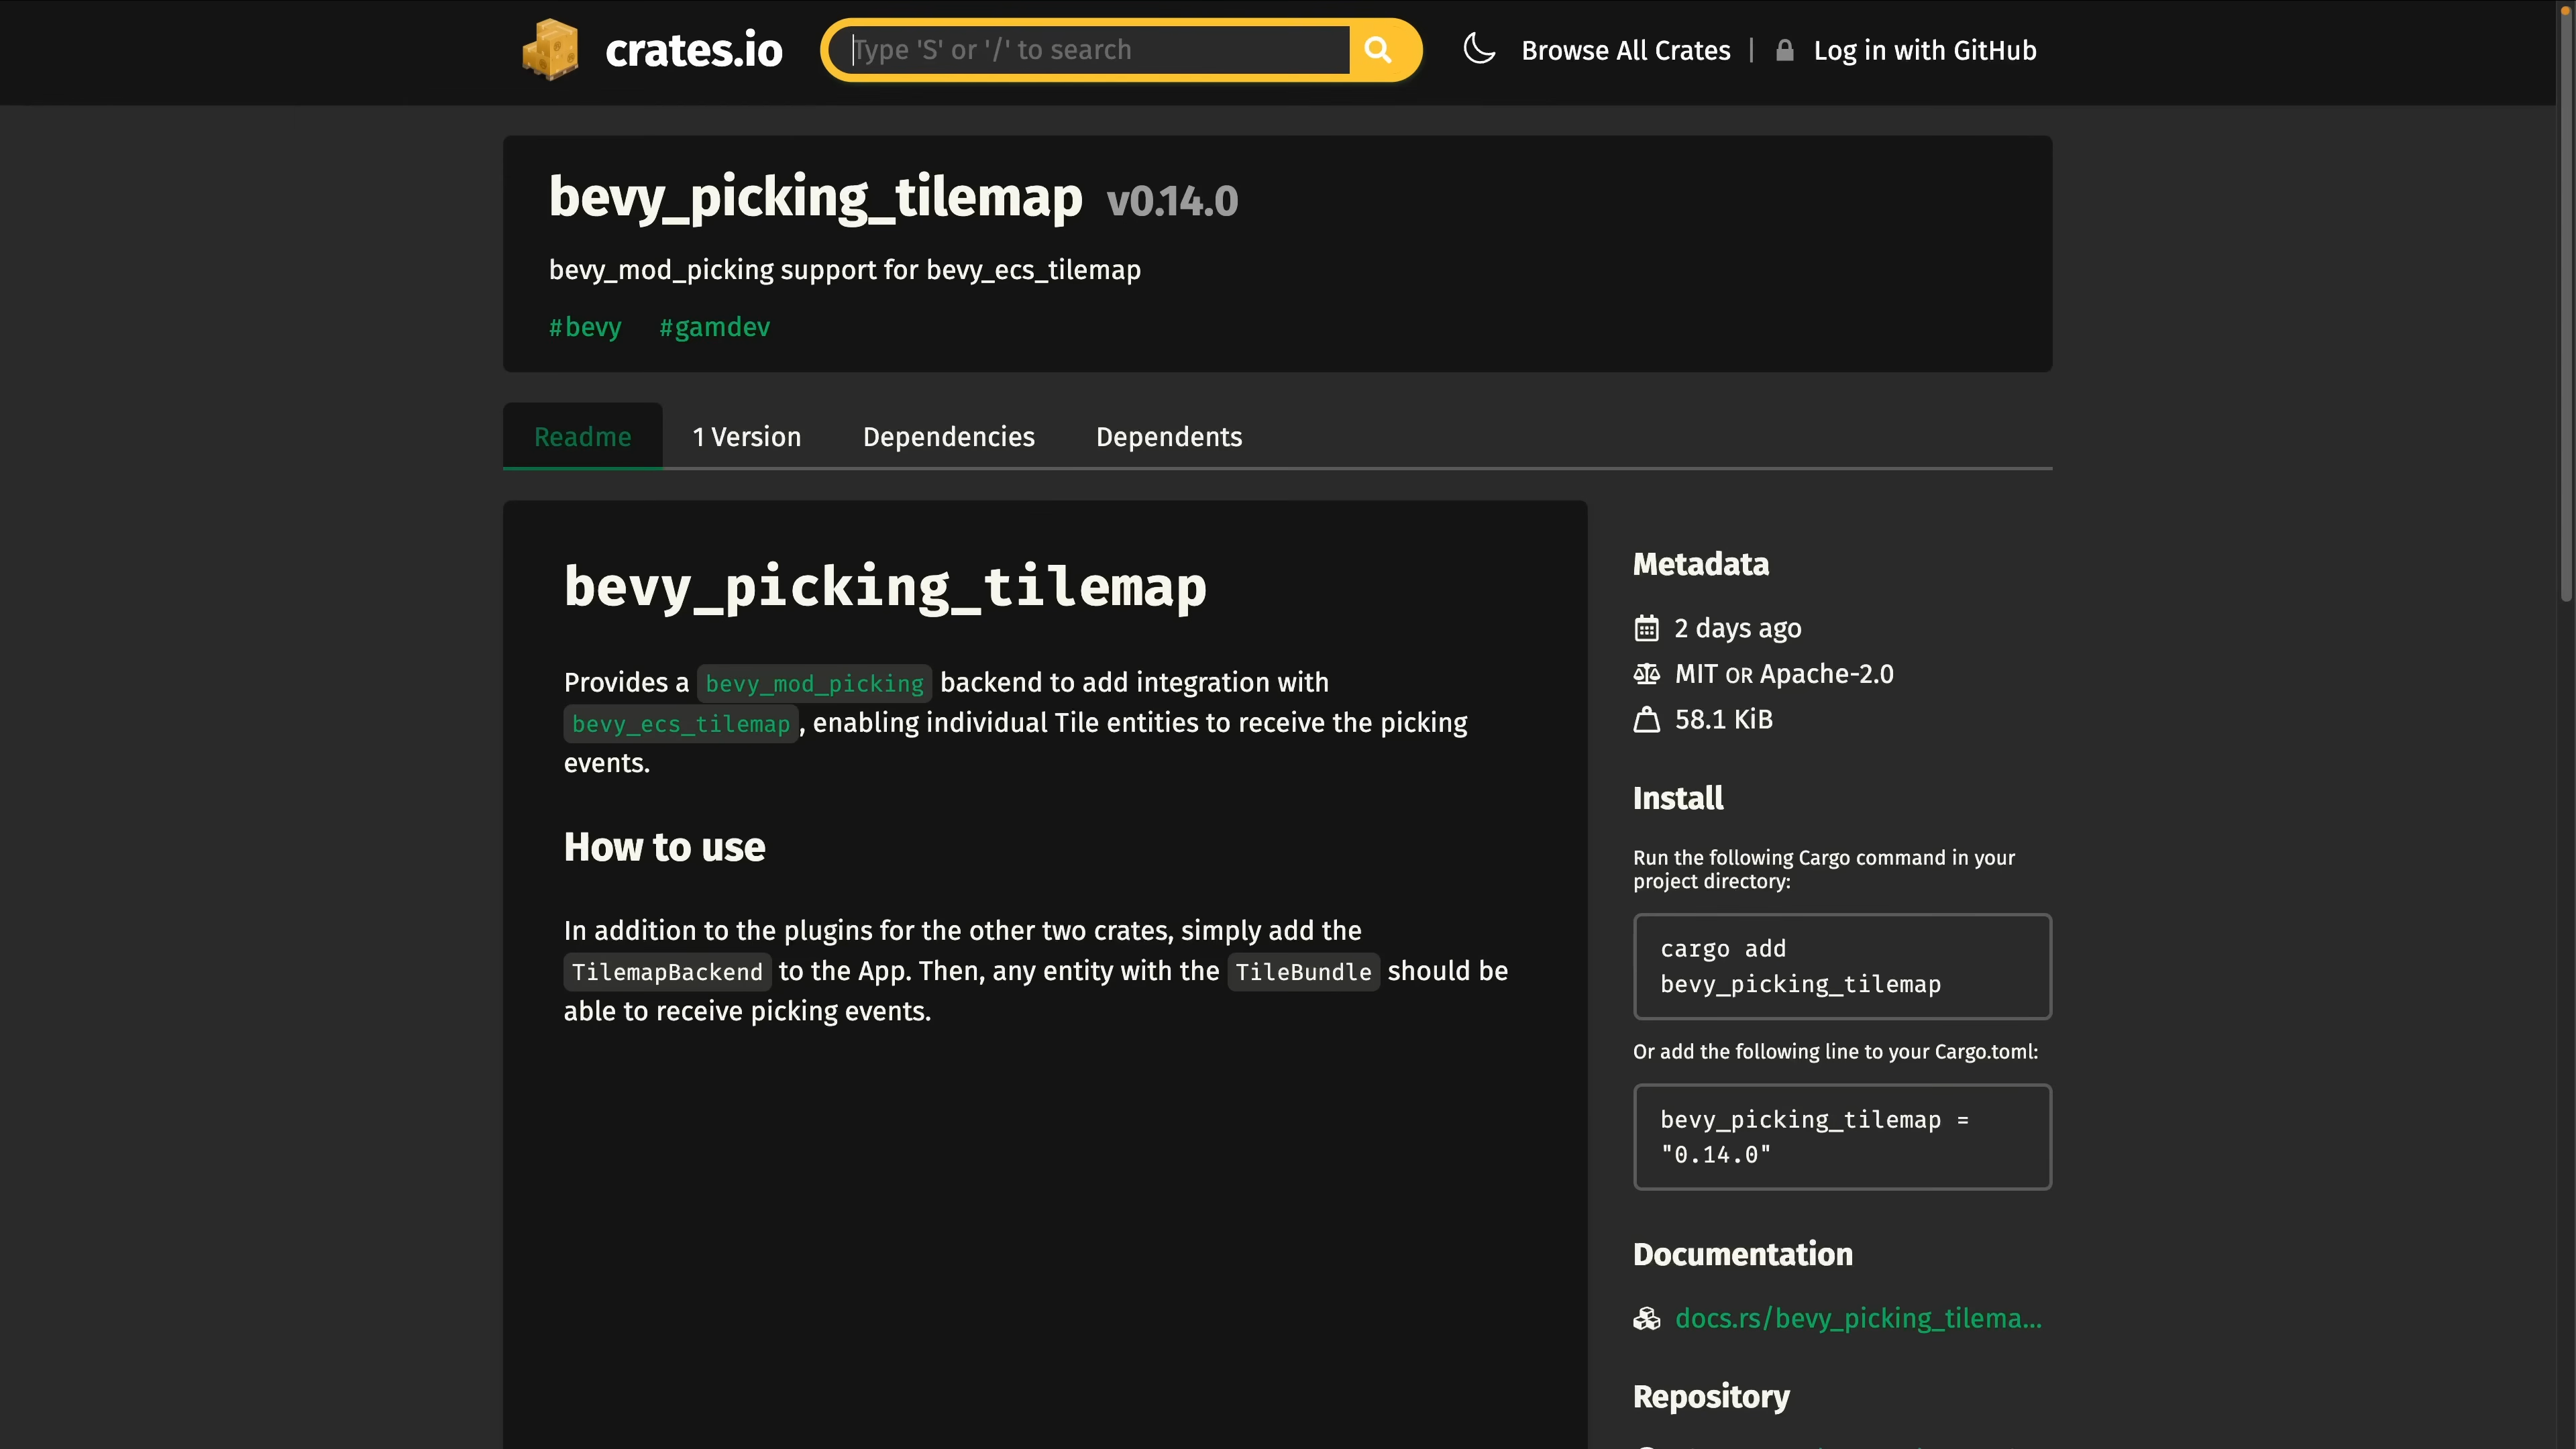 crates.io
Type 'S' or '/' to search
Browse All Crates | Log in with GitHub
bevy_picking_tilemap v0.14.0
bevy_mod_picking support for bevy_ecs_tilemap
#bevy #gamdev
Readme
1 Version
Dependencies
Dependents
bevy_picking_tilemap
Provides a bevy_mod_picking backend to add integration with
bevy_ecs_tilemap, enabling individual Tile entities to receive the picking
events.
How to use
In addition to the plugins for the other two crates, simply add the
TilemapBackend to the App. Then, any entity with the TileBundle should be
able to receive picking events.
Metadata
2 days ago
MIT OR Apache-2.0
58.1 KiB
Install
Run the following Cargo command in your
project directory:
cargo add
bevy_picking_tilemap
Or add the following line to your Cargo.toml:
bevy_picking_tilemap =
"0.14.0"
Documentation
docs.rs/bevy_picking_tilema...
Repository